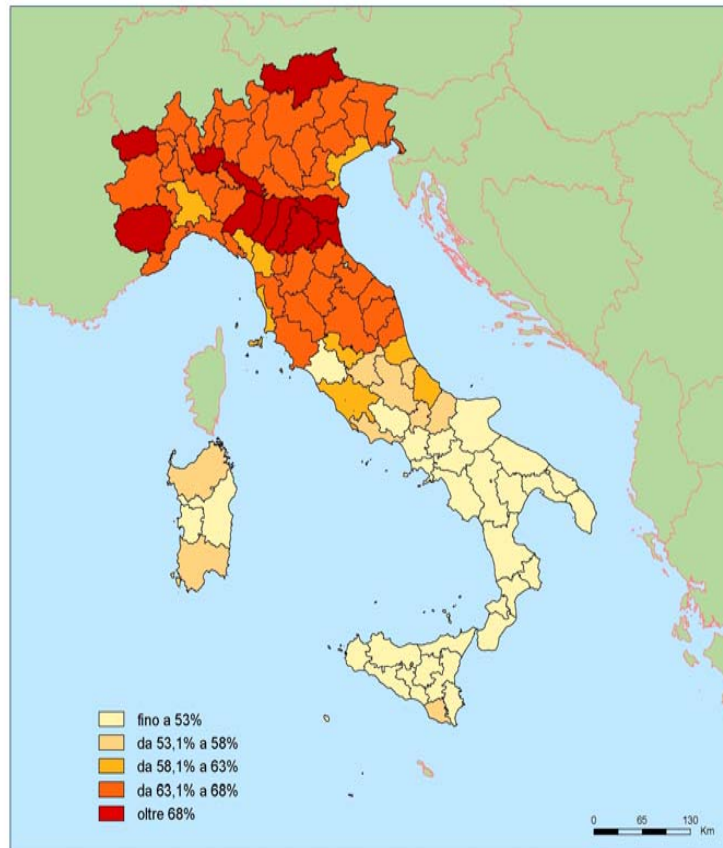 fino a 53%
da 53,1% a 58%
da 58,1% a 63%
da 63,1% a 68%
oltre 68%
0 65 130
Km